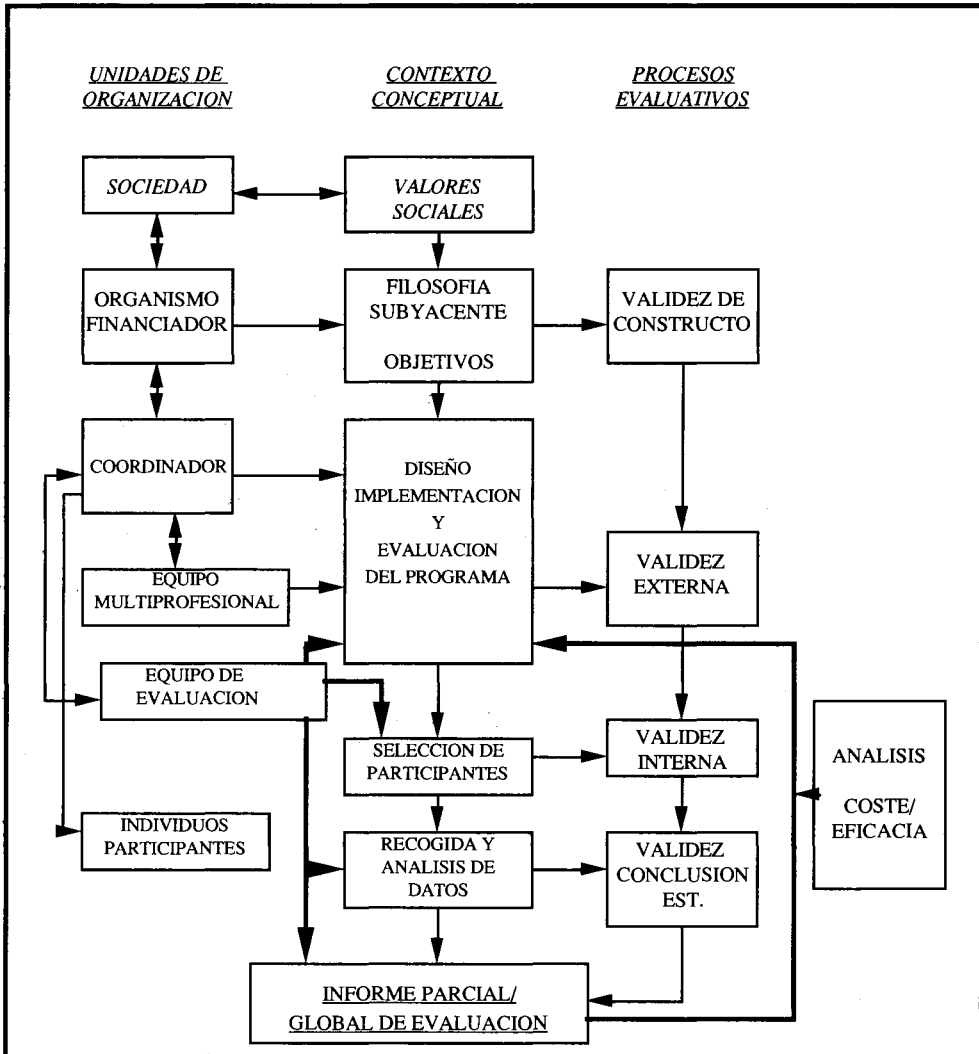 UNIDADES DE
ORGANIZACION
CONTEXTO
CONCEPTUAL
PROCESOS
EVALUATIVOS
SOCIEDAD
VALORES
SOCIALES
ORGANISMO
FINANCIADOR
FILOSOFIA
SUBYACENTE
OBJETIVOS
VALIDEZ DE
CONSTRUCTO
COORDINADOR
DISEÑO
IMPLEMENTACION
Y
EVALUACION
DEL PROGRAMA
EQUIPO
MULTIPROFESIONAL
VALIDEZ
EXTERNA
EQUIPO DE
EVALUACION
SELECCION DE
PARTICIPANTES
VALIDEZ
INTERNA
ANALISIS
COSTE/
EFICACIA
INDIVIDUOS
PARTICIPANTES
RECOGIDA Y
ANALISIS DE
DATOS
VALIDEZ
CONCLUSION
EST.
INFORME PARCIAL/
GLOBAL DE EVALUACION